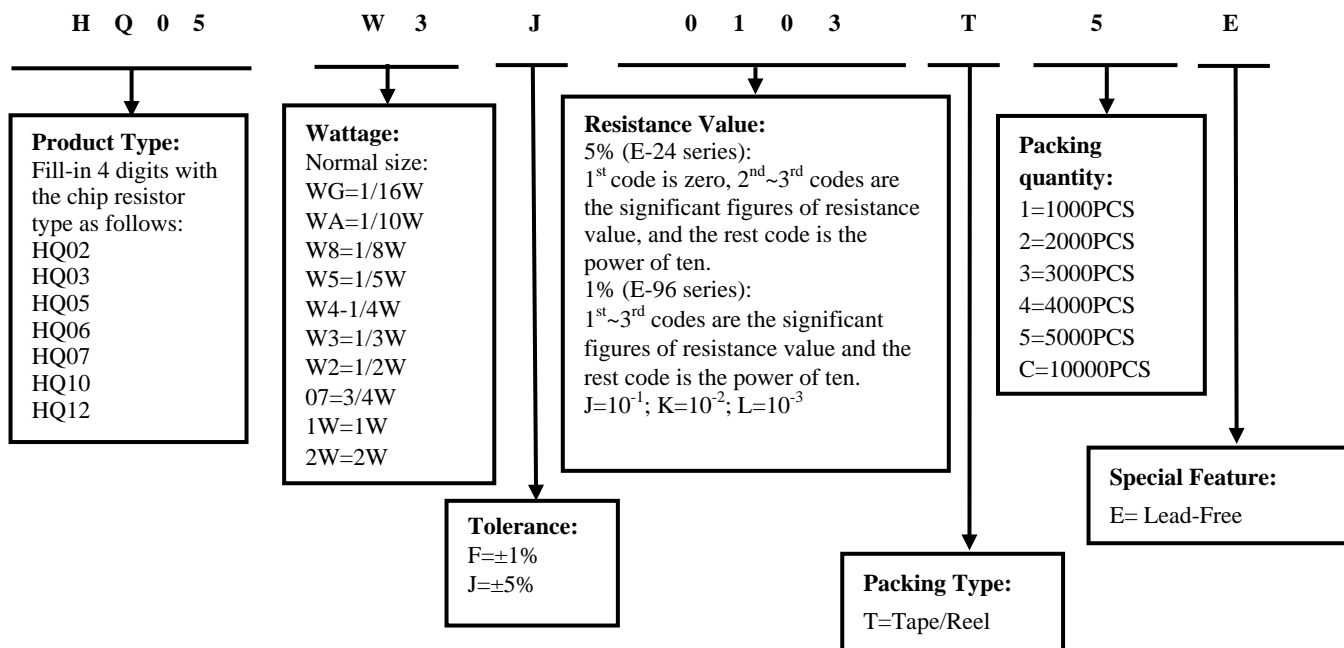 H Q 0 5 W 3 J 0 1 0 3 T 5 E
Product Type:
Fill-in 4 digits with
the chip resistor
type as follows:
HQ02
HQ03
HQ05
HQ06
HQ07
HQ10
HQ12
Wattage:
Normal size:
WG=1/16W
WA=1/10W
W8=1/8W
W5=1/5W
W4-1/4W
W3=1/3W
W2=1/2W
07=3/4W
1W=1W
2W=2W
Tolerance:
F=±1%
J=±5%
Resistance Value:
5% (E-24 series):
1st code is zero, 2nd~3rd codes are
the significant figures of resistance
value, and the rest code is the
power of ten.
1% (E-96 series):
1st~3rd codes are the significant
figures of resistance value and the
rest code is the power of ten.
J=10-1; K=10-2; L=10-3
Packing Type:
T=Tape/Reel
Packing
quantity:
1=1000PCS
2=2000PCS
3=3000PCS
4=4000PCS
5=5000PCS
C=10000PCS
Special Feature:
E= Lead-Free